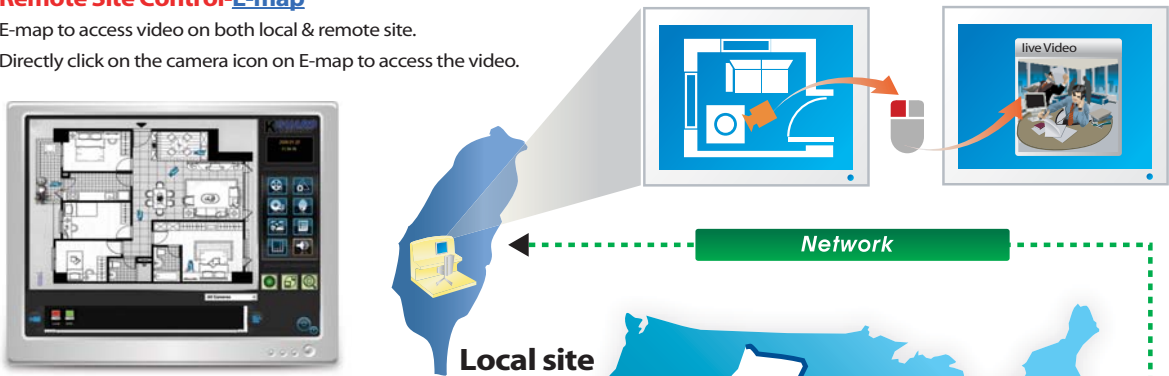 Remote Site Control-E-map
E-map to access video on both local & remote site.
Directly click on the camera icon on E-map to access the video.
live Video
Network
Local site